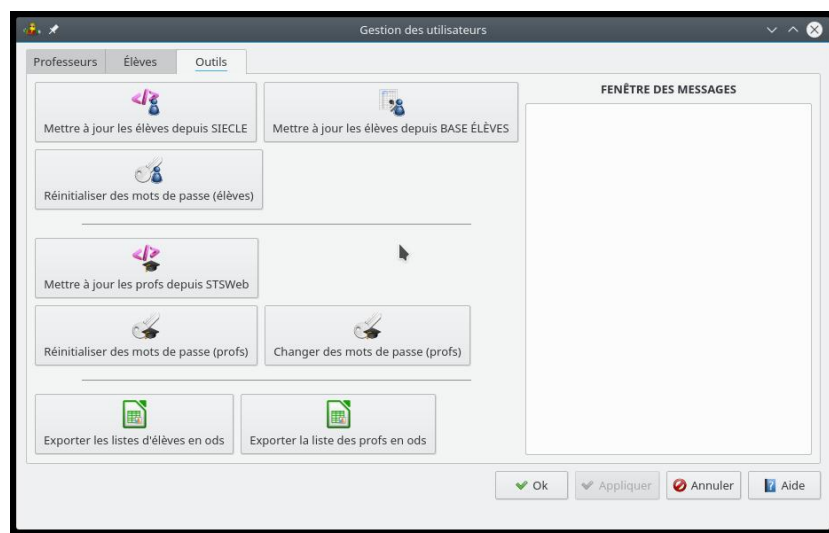 Gestion des utilisateurs
Professeurs Élèves Outils
Mettre à jour les élèves depuis SIECLE
Mettre à jour les élèves depuis BASE ÉLÈVES
Réinitialiser des mots de passe (élèves)
Mettre à jour les profs depuis STSWeb
Réinitialiser des mots de passe (profs)
Changer des mots de passe (profs)
Exporter les listes d'élèves en ods
Exporter la liste des profs en ods
FENÊTRE DES MESSAGES
Ok Appliquer Annuler Aide